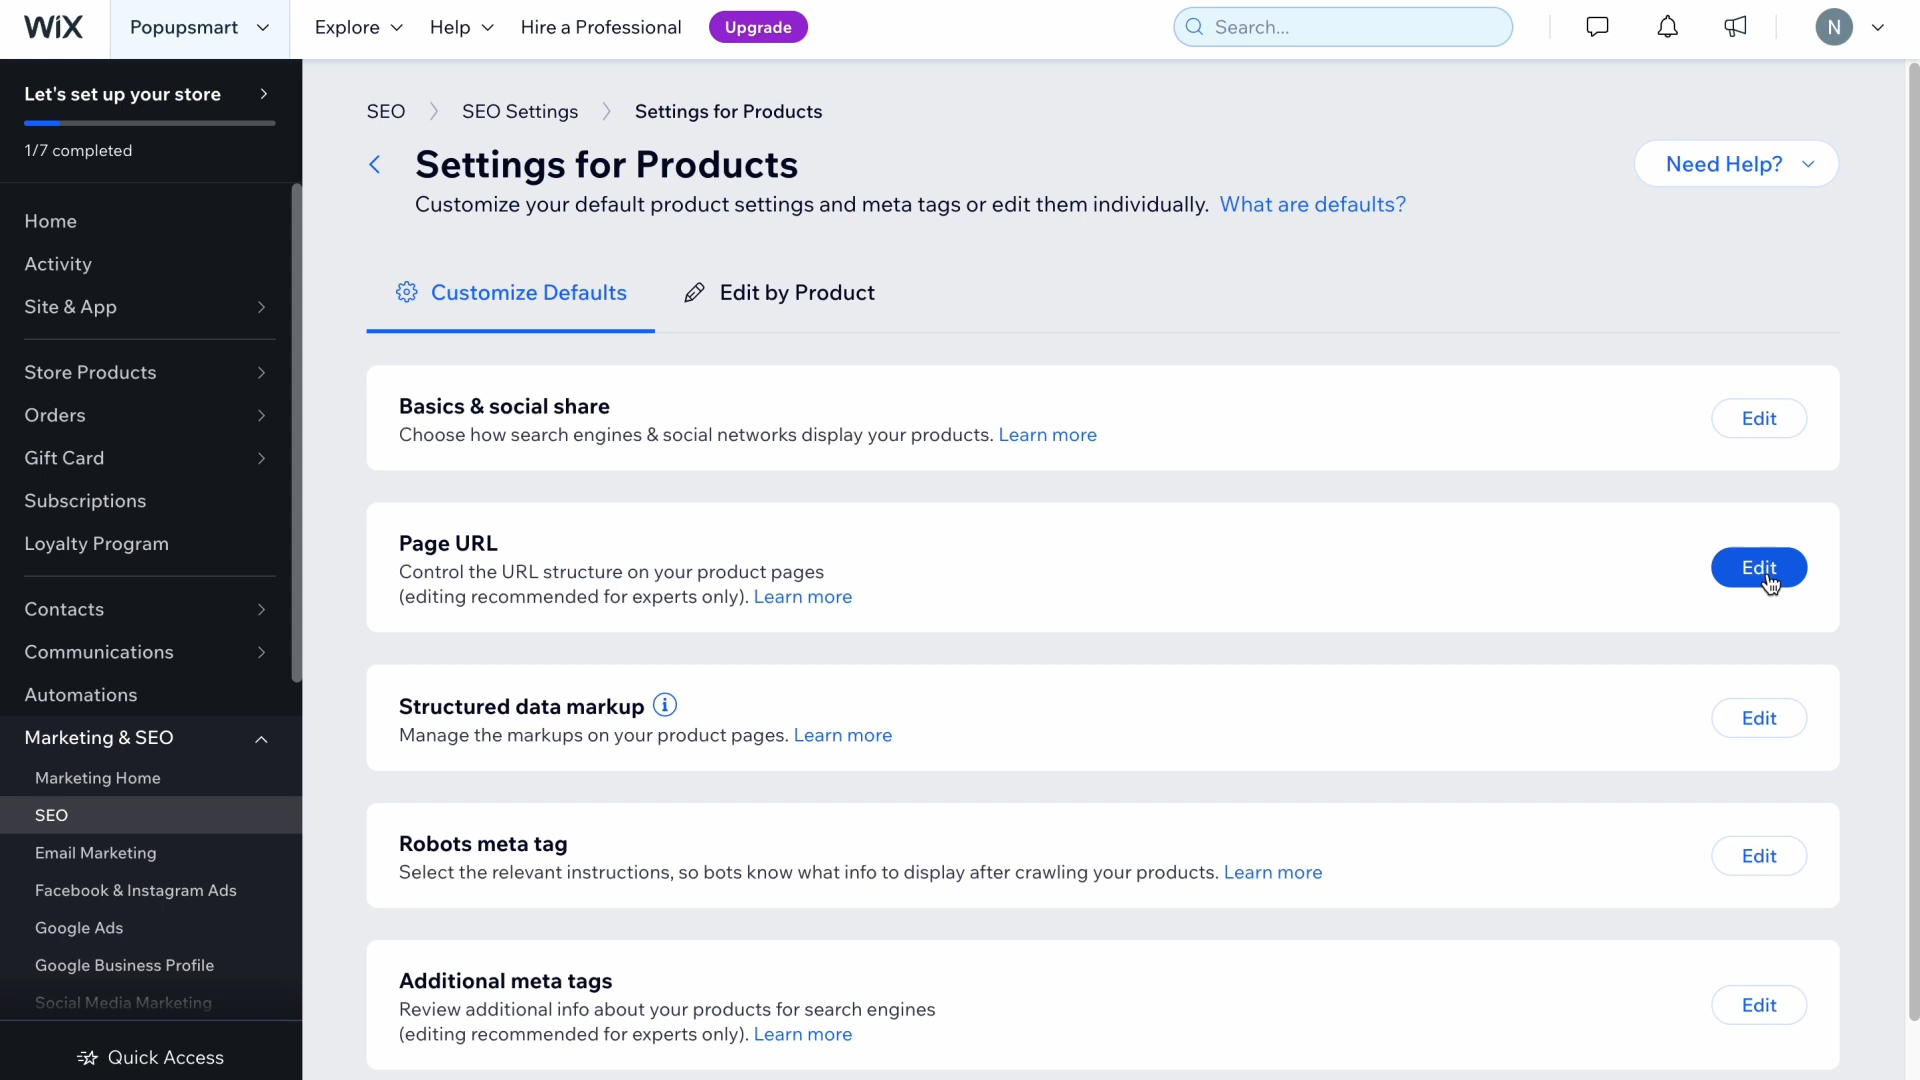 WiX
Popupsmart
Explore
Help
Hire a Professional
Upgrade
Search...
N
Let's set up your store
1/7 completed
Home
Activity
Site & App
Store Products
Orders
Gift Card
Subscriptions
Loyalty Program
Contacts
Communications
Automations
Marketing & SEO
Marketing Home
SEO
Email Marketing
Facebook & Instagram Ads
Google Ads
Google Business Profile
Social Media Marketing
Quick Access
SEO > SEO Settings > Settings for Products
Settings for Products
Need Help?
Customize your default product settings and meta tags or edit them individually. What are defaults?
Customize Defaults
Edit by Product
Basics & social share
Choose how search engines & social networks display your products. Learn more
Edit
Page URL
Control the URL structure on your product pages
(editing recommended for experts only). Learn more
Edit
Structured data markup
Manage the markups on your product pages. Learn more
Edit
Robots meta tag
Select the relevant instructions, so bots know what info to display after crawling your products. Learn more
Edit
Additional meta tags
Review additional info about your products for search engines
(editing recommended for experts only). Learn more
Edit